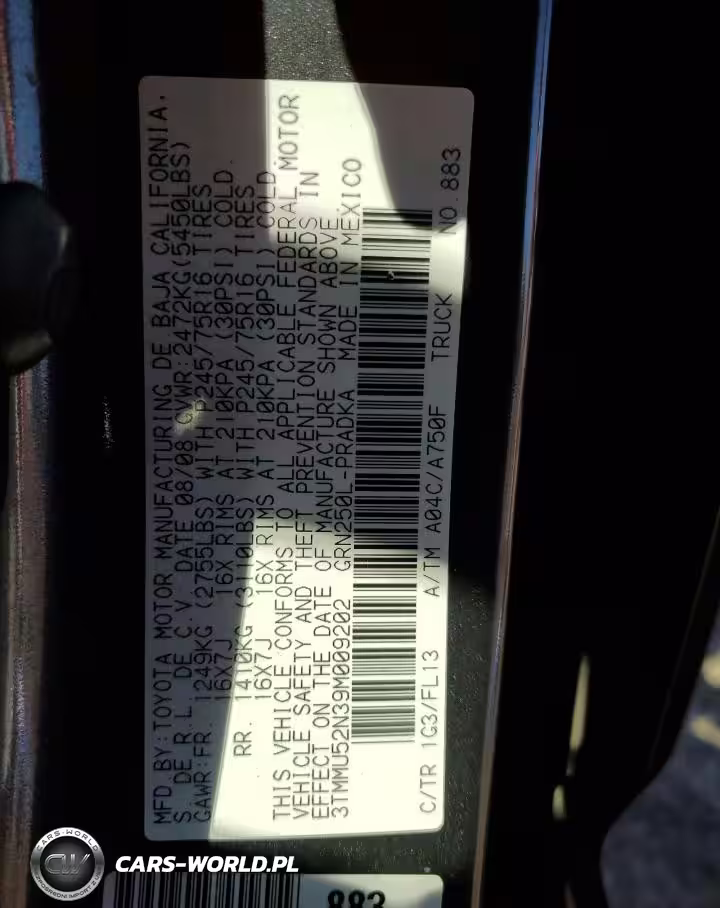 MFD.BY:TOYOTA MOTOR MANUFACTURING DE BAJA CALIFORNIA.
S DE R.L. DE C.V. DATE 08/08 GVWR:2472KG(5450LBS)
GAWR:FR. 1249KG (2755LBS) WITH P245/75R16 TIRES
16X7J 16X RIMS AT 210KPA (30PSI) COLD.
RR. 1410KG (3110LBS) WITH P245/75R16 TIRES
16X7J 16X RIMS AT 210KPA (30PSI) COLD
THIS VEHICLE CONFORMS TO ALL APPLICABLE FEDERAL MOTOR
VEHICLE SAFETY AND THEFT PREVENTION STANDARDS IN
EFFECT ON THE DATE OF MANUFACTURE SHOWN ABOVE.
3TMMU52N39M009202 GRN250L-PRADKA MADE IN MEXICO
C/TR 1G3/FL13 A/TM A04C/A750F TRUCK NO.883
883
CARS-WORLD
CW
CARS-WORLD.PL